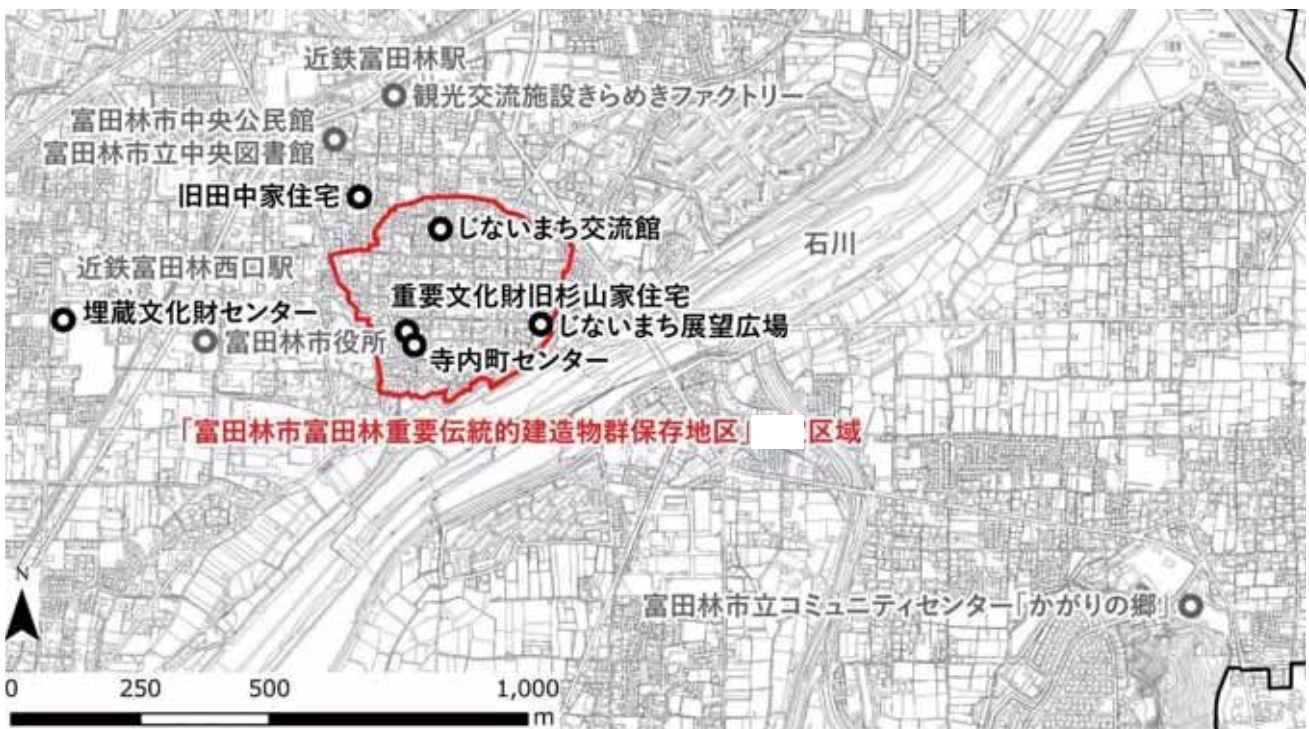 近鉄富田林駅
観光交流施設きらめきファクトリー
富田林市中央公民館
富田林市立中央図書館
旧田中家住宅
じないまち交流館
石川
近鉄富田林西口駅
重要文化財旧杉山家住宅
埋蔵文化財センター
じないまち展望広場
富田林市役所
寺内町センター
「富田林市富田林重要伝統的建造物群保存地区」区域
N
富田林市立コミュニティセンター「かがりの郷」
0 250 500 1,000
m